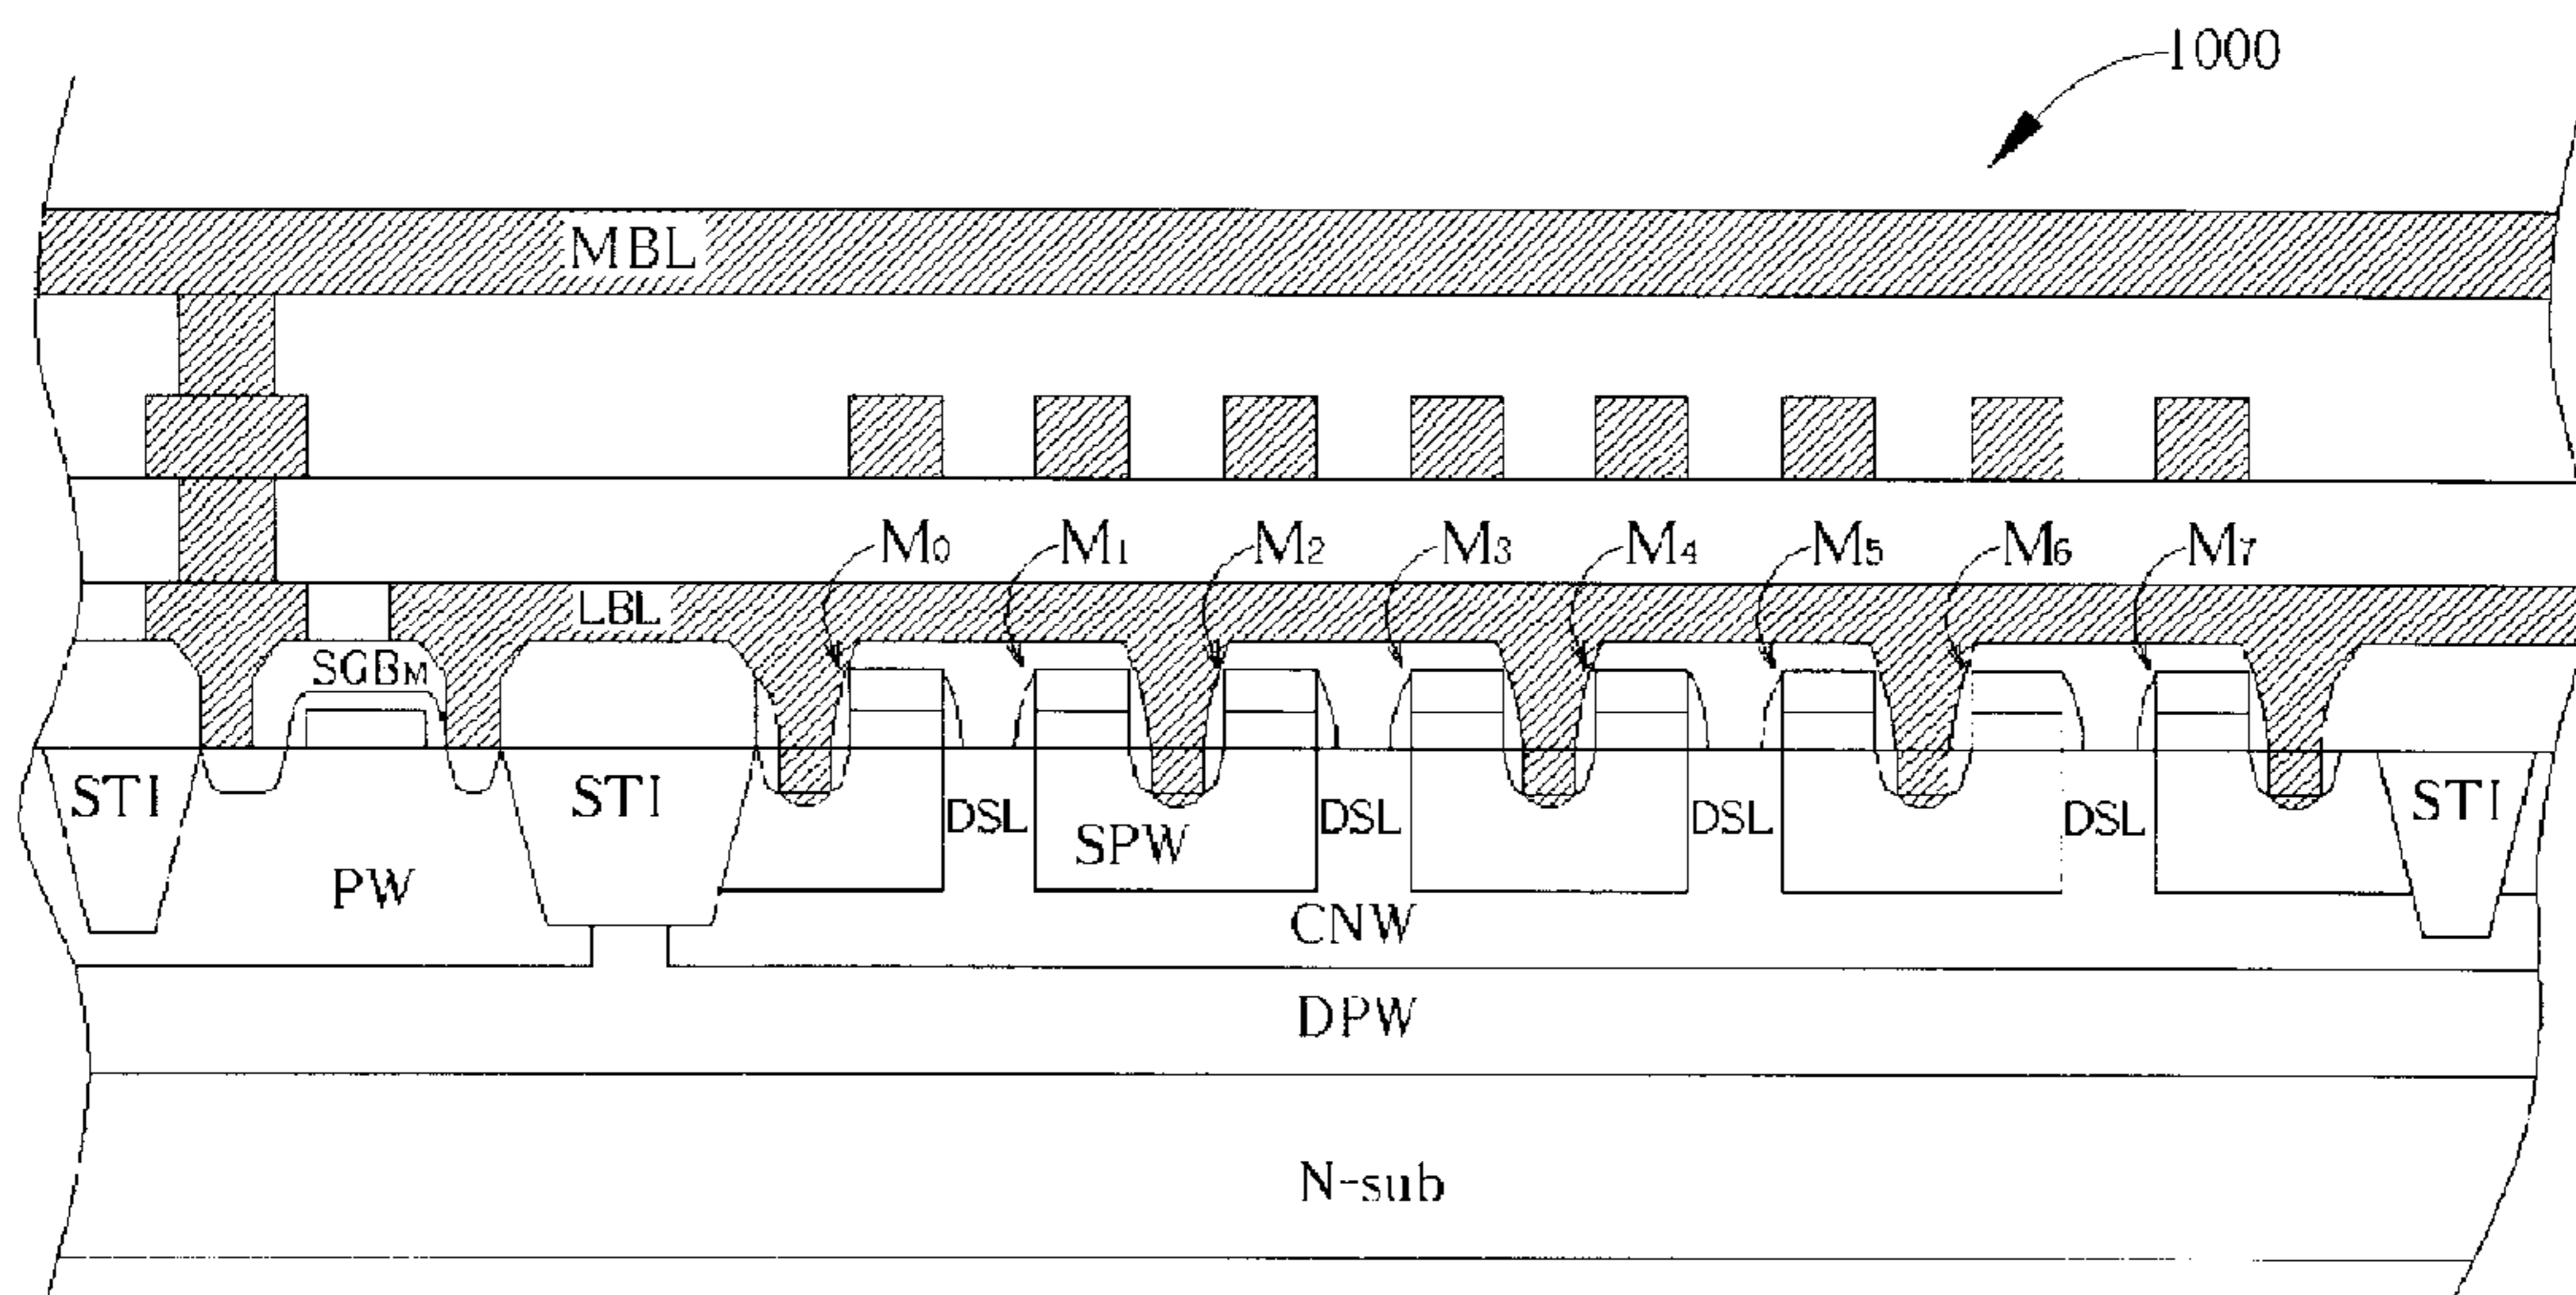 1000
MBL
M0 M1 M2 M3 M4 M5 M6 M7
LBL
SGBM
STI STI DSL SPW DSL DSL DSL STI
PW
CNW
DPW
N-sub